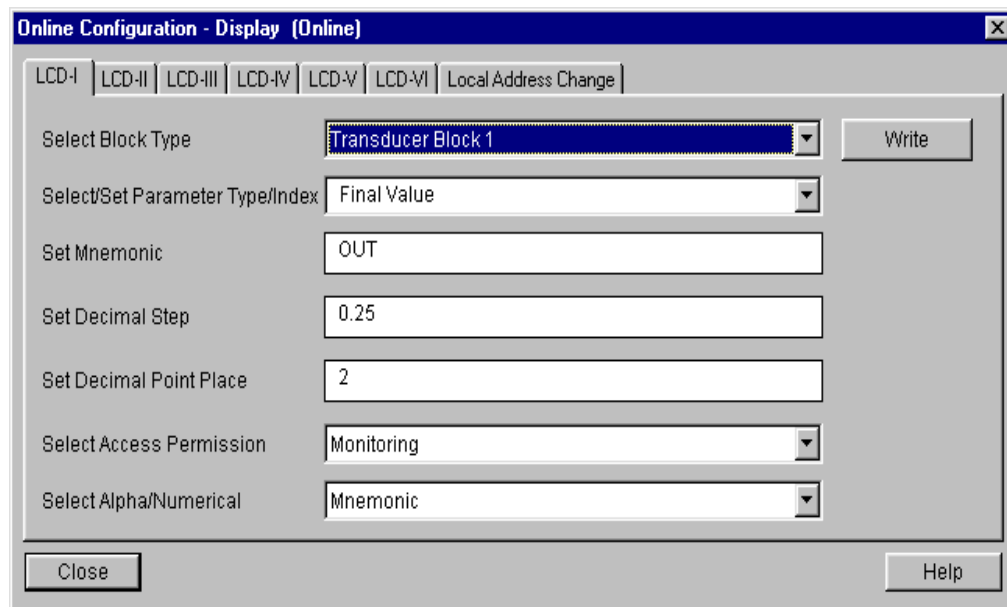 Online Configuration - Display (Online)
LCD-I LCD-II LCD-III LCD-IV LCD-V LCD-VI Local Address Change
Select Block Type Transducer Block 1 Write
Select/Set Parameter Type/Index Final Value
Set Mnemonic OUT
Set Decimal Step 0.25
Set Decimal Point Place 2
Select Access Permission Monitoring
Select Alpha/Numerical Mnemonic
Close Help